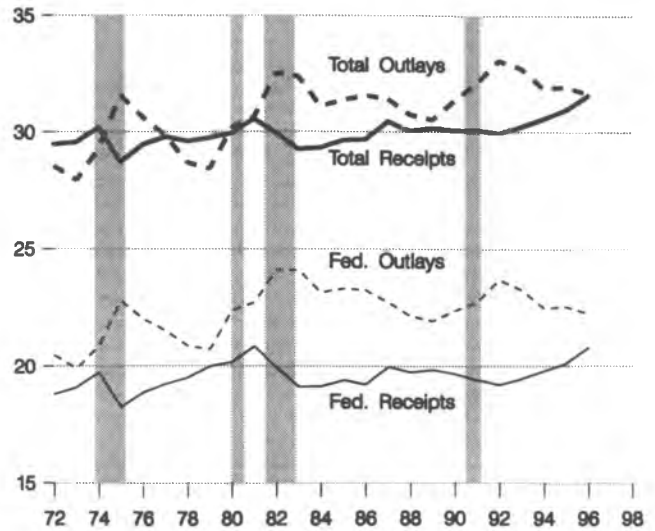 35
Total Outlays
30
Total Receipts
25
Fed. Outlays
20
Fed. Receipts
15
72 74 76 78 80 82 84 86 88 90 92 94 96 98